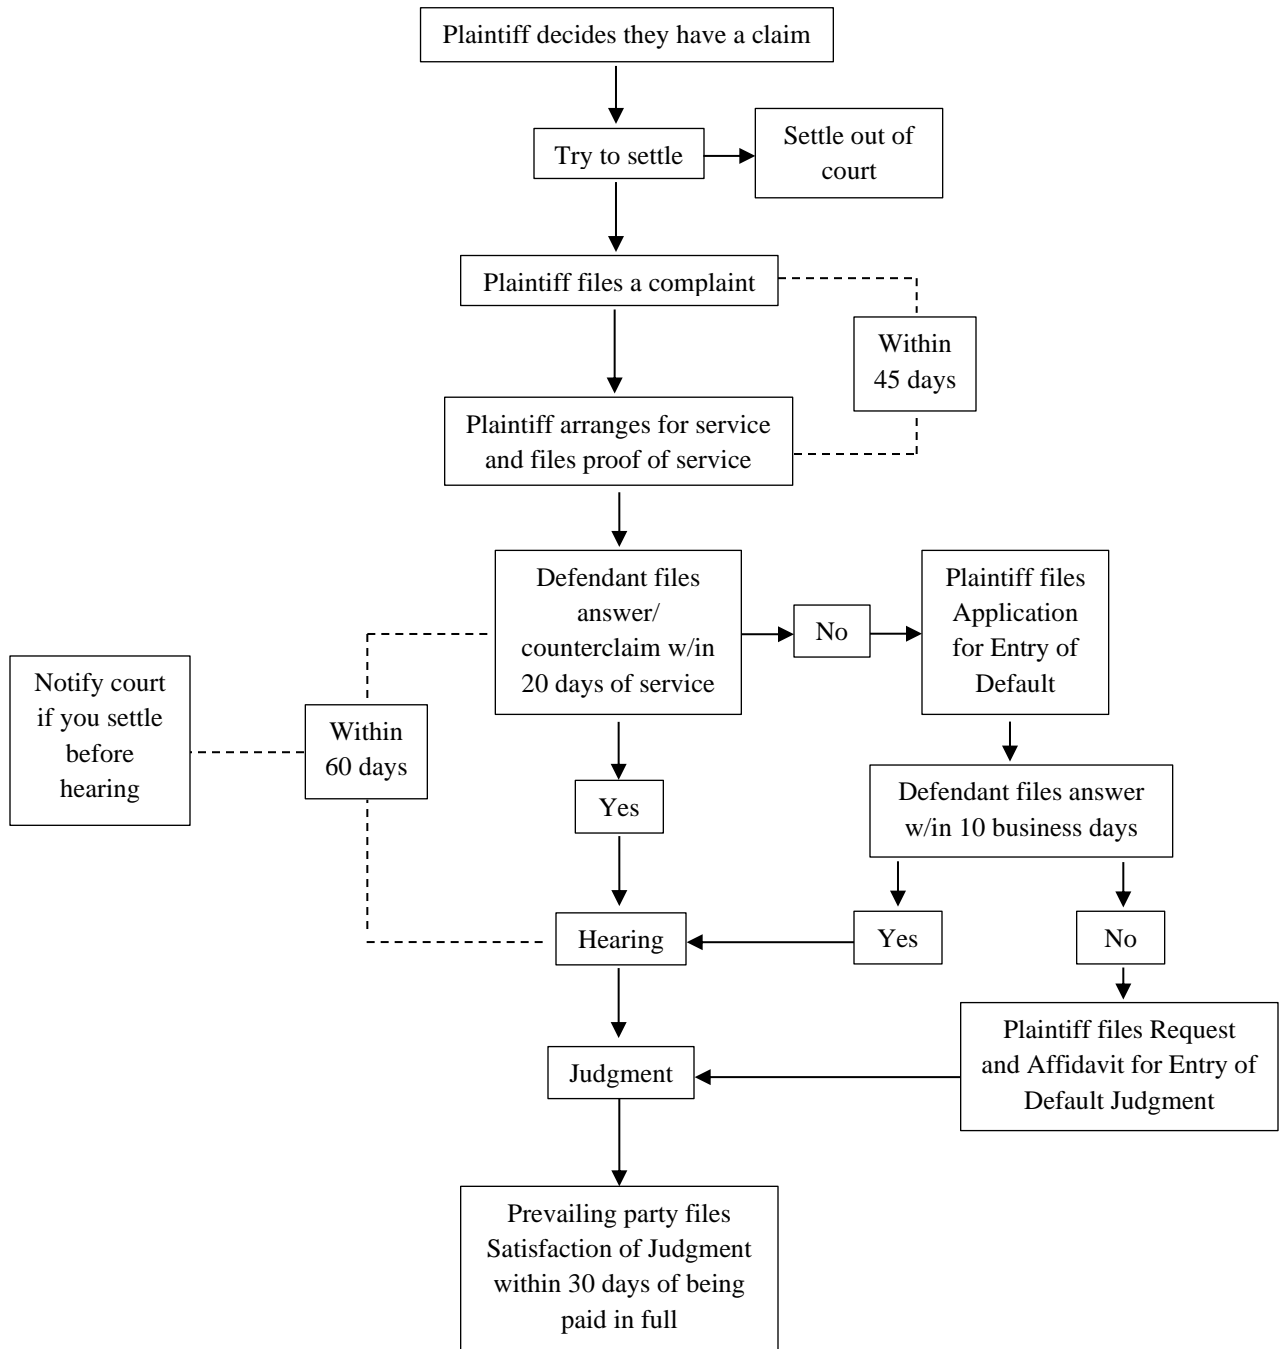 Plaintiff decides they have a claim
Try to settle
Settle out of
court
Plaintiff files a complaint
Within
45 days
Plaintiff arranges for service
and files proof of service
Defendant files
answer/
counterclaim w/in
20 days of service
No
Plaintiff files
Application
for Entry of
Default
Notify court
if you settle
before
hearing
Within
60 days
Yes
Defendant files answer
w/in 10 business days
Hearing
Yes
No
Judgment
Plaintiff files Request
and Affidavit for Entry of
Default Judgment
Prevailing party files
Satisfaction of Judgment
within 30 days of being
paid in full